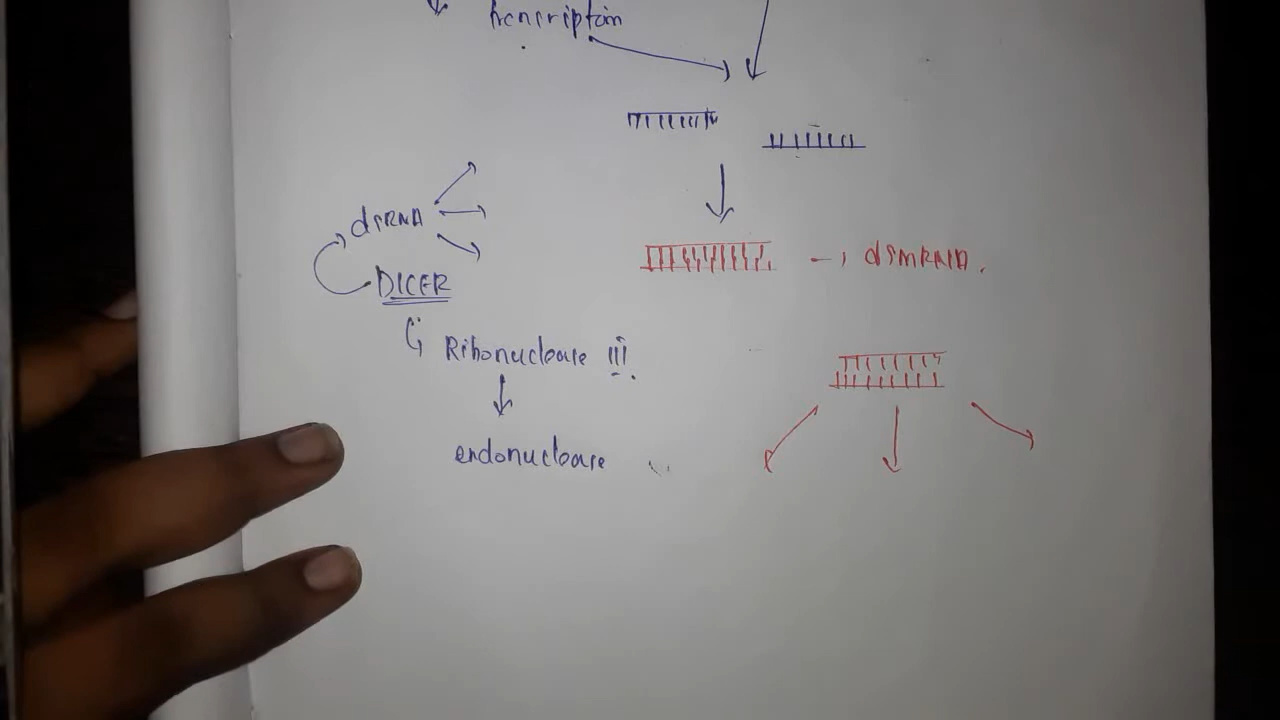 transcription
dsRNA
DICER
Ribonuclease III.
endonuclease
dsmRNA.